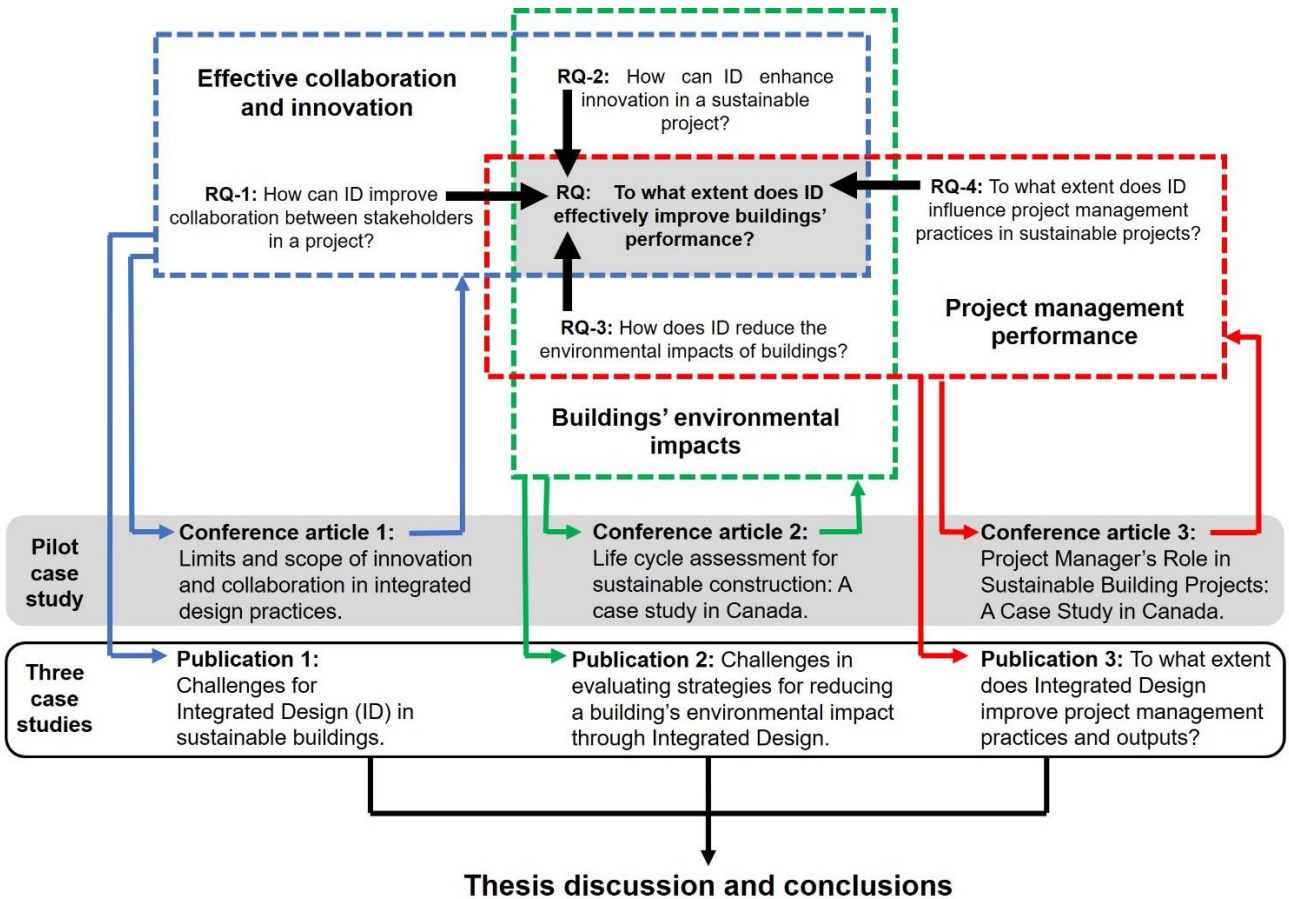 Effective collaboration
and innovation
RQ-2: How can ID enhance
innovation in a sustainable
project?
RQ-1: How can ID improve
collaboration between stakeholders
in a project?
RQ: To what extent does ID
effectively improve buildings’
performance?
RQ-4: To what extent does ID
influence project management
practices in sustainable projects?
RQ-3: How does ID reduce the
environmental impacts of buildings?
Project management
performance
Buildings’ environmental
impacts
Pilot
case
study
Conference article 1:
Limits and scope of innovation
and collaboration in integrated
design practices.
Conference article 2:
Life cycle assessment for
sustainable construction: A
case study in Canada.
Conference article 3:
Project Manager’s Role in
Sustainable Building Projects:
A Case Study in Canada.
Three
case
studies
Publication 1:
Challenges for
Integrated Design (ID) in
sustainable buildings.
Publication 2: Challenges in
evaluating strategies for reducing
a building’s environmental impact
through Integrated Design.
Publication 3: To what extent
does Integrated Design
improve project management
practices and outputs?
Thesis discussion and conclusions